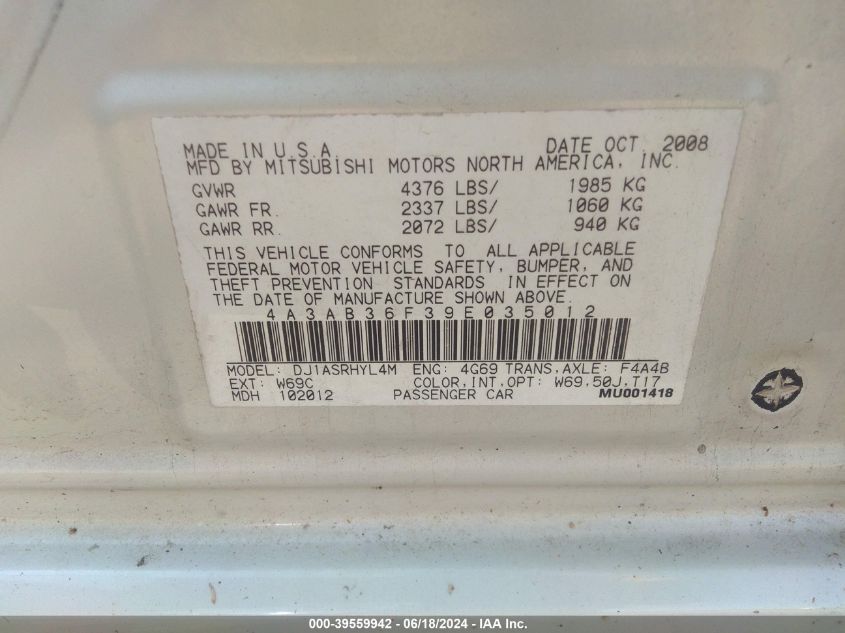 MADE IN U.S.A. DATE OCT. 2008
MFD BY MITSUBISHI MOTORS NORTH AMERICA, INC.
GVWR 4376 LBS/ 1985 KG
GAWR FR. 2337 LBS/ 1060 KG
GAWR RR. 2072 LBS/ 940 KG
THIS VEHICLE CONFORMS TO ALL APPLICABLE
FEDERAL MOTOR VEHICLE SAFETY, BUMPER, AND
THEFT PREVENTION STANDARDS IN EFFECT ON
THE DATE OF MANUFACTURE SHOWN ABOVE.
4A3AB36F39E035012
MODEL: DJ1ASRHYL4M ENG: 4G69 TRANS,AXLE: F4A4B
EXT: W69C COLOR,INT,OPT: W69,50J,T17
MDH 102012 PASSENGER CAR MU001418
000-39559942 - 06/18/2024 - IAA Inc.